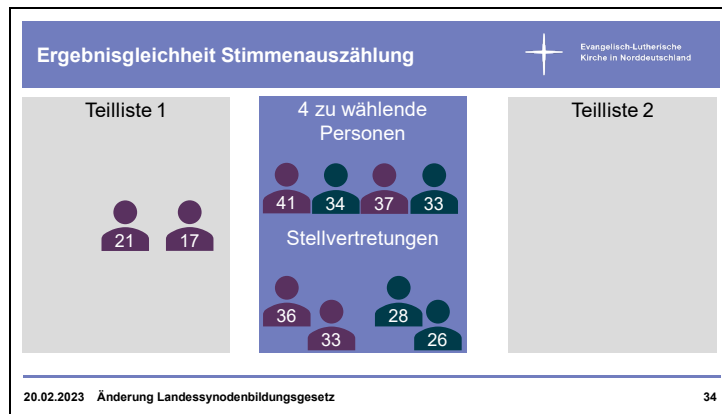 Ergebnisgleichheit Stimmenauszählung
Evangelisch-Lutherische
Kirche in Norddeutschland
Teilliste 1
21 17
4 zu wählende
Personen
41 34 37 33
Stellvertretungen
36 28
33 26
Teilliste 2
20.02.2023 Änderung Landessynodenbildungsgesetz 34